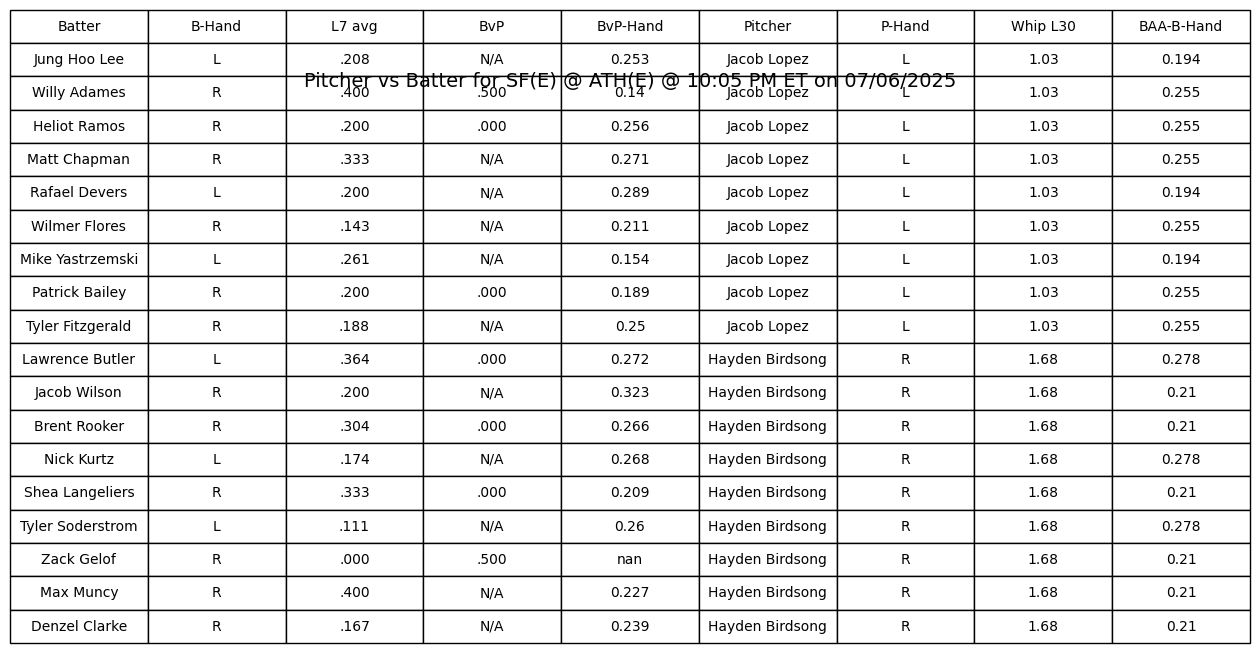 Batter B-Hand L7 avg BvP BvP-Hand Pitcher P-Hand Whip L30 BAA-B-Hand
Jung Hoo Lee L .208 N/A 0.253 Jacob Lopez L 1.03 0.194
Pitcher vs Batter for SF(E) @ ATH(E) @ 10:05 PM ET on 07/06/2025
Willy Adames R .400 .500 0.14 Jacob Lopez L 1.03 0.255
Heliot Ramos R .200 .000 0.256 Jacob Lopez L 1.03 0.255
Matt Chapman R .333 N/A 0.271 Jacob Lopez L 1.03 0.255
Rafael Devers L .200 N/A 0.289 Jacob Lopez L 1.03 0.194
Wilmer Flores R .143 N/A 0.211 Jacob Lopez L 1.03 0.255
Mike Yastrzemski L .261 N/A 0.154 Jacob Lopez L 1.03 0.194
Patrick Bailey R .200 .000 0.189 Jacob Lopez L 1.03 0.255
Tyler Fitzgerald R .188 N/A 0.25 Jacob Lopez L 1.03 0.255
Lawrence Butler L .364 .000 0.272 Hayden Birdsong R 1.68 0.278
Jacob Wilson R .200 N/A 0.323 Hayden Birdsong R 1.68 0.21
Brent Rooker R .304 .000 0.266 Hayden Birdsong R 1.68 0.21
Nick Kurtz L .174 N/A 0.268 Hayden Birdsong R 1.68 0.278
Shea Langeliers R .333 .000 0.209 Hayden Birdsong R 1.68 0.21
Tyler Soderstrom L .111 N/A 0.26 Hayden Birdsong R 1.68 0.278
Zack Gelof R .000 .500 nan Hayden Birdsong R 1.68 0.21
Max Muncy R .400 N/A 0.227 Hayden Birdsong R 1.68 0.21
Denzel Clarke R .167 N/A 0.239 Hayden Birdsong R 1.68 0.21